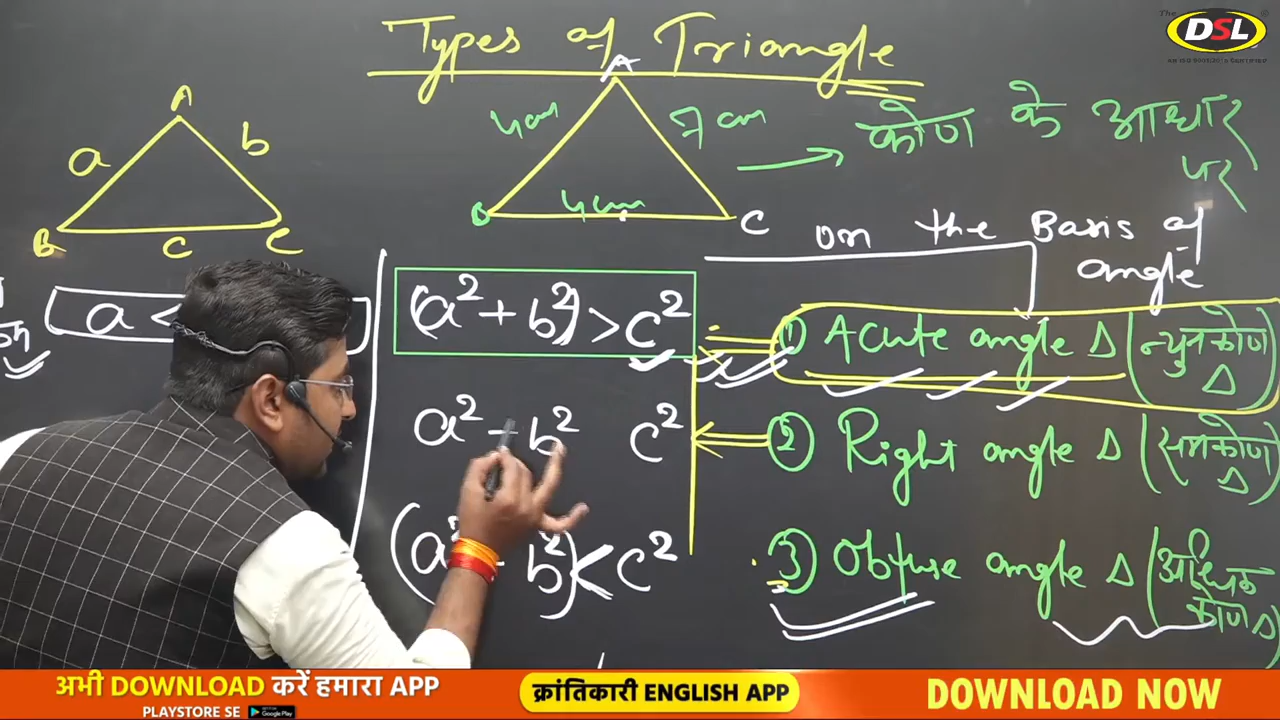 Types of Triangle
DSL
A
a
b
B
c
C
A
4cm
7cm
B
4cm
C
कोण के आधार
पर
on the Basis of
angle
a <
(a² + b²) > c²
1) Acute angle Δ (न्युनकोण Δ)
a² + b² c²
2) Right angle Δ (समकोण Δ)
(a² b²) < c²
3) Obtuse angle Δ (अधिक कोण Δ)
अभी DOWNLOAD करें हमारा APP
PLAYSTORE SE Google Play
क्रांतिकारी ENGLISH APP
DOWNLOAD NOW